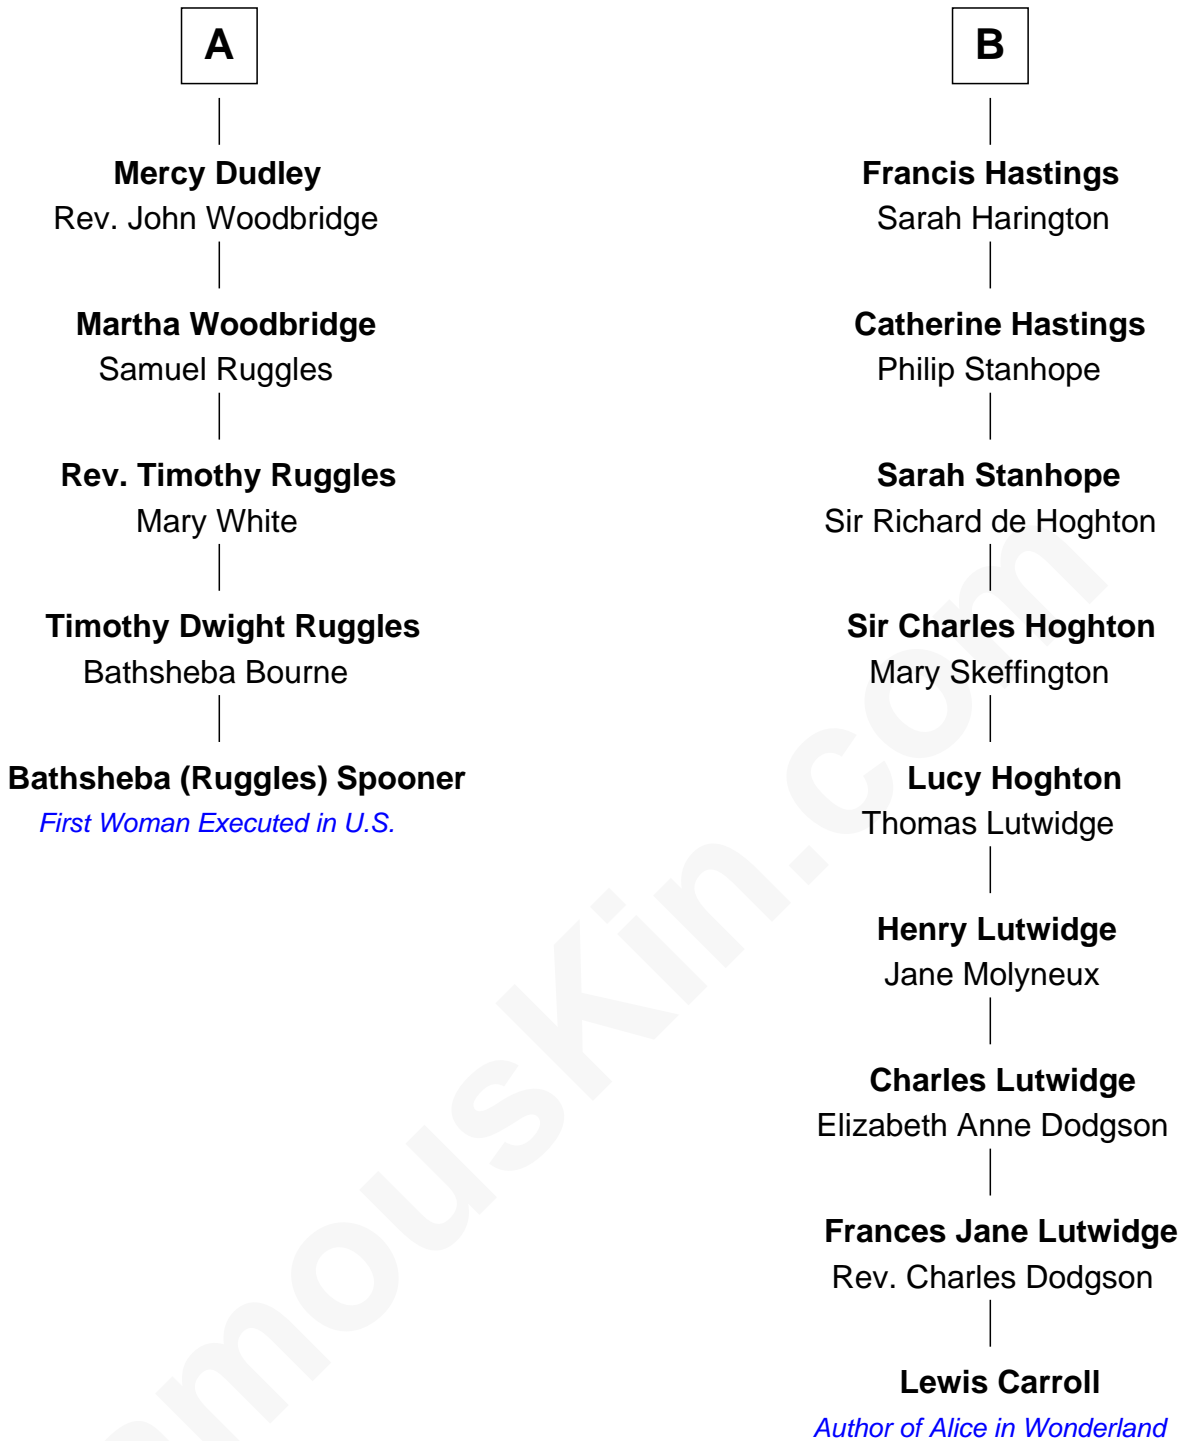 A
Mercy Dudley
Rev. John Woodbridge
Martha Woodbridge
Samuel Ruggles
Rev. Timothy Ruggles
Mary White
Timothy Dwight Ruggles
Bathsheba Bourne
Bathsheba (Ruggles) Spooner
First Woman Executed in U.S.
B
Francis Hastings
Sarah Harington
Catherine Hastings
Philip Stanhope
Sarah Stanhope
Sir Richard de Hoghton
Sir Charles Hoghton
Mary Skeffington
Lucy Hoghton
Thomas Lutwidge
Henry Lutwidge
Jane Molyneux
Charles Lutwidge
Elizabeth Anne Dodgson
Frances Jane Lutwidge
Rev. Charles Dodgson
Lewis Carroll
Author of Alice in Wonderland
amousKin.com